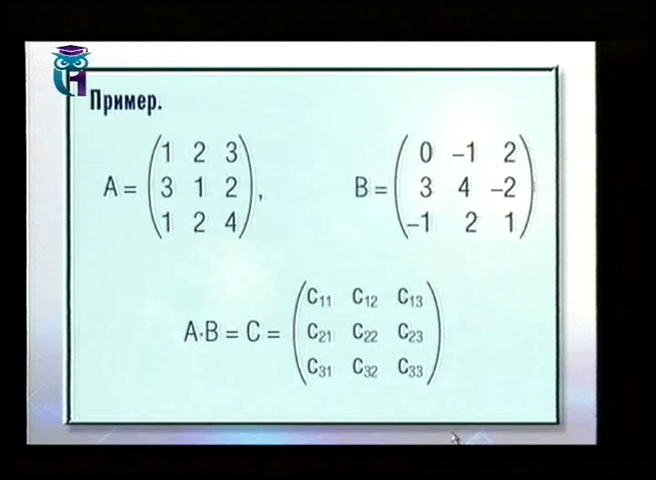 Пример.
1 2 3
A = 3 1 2 ,
1 2 4
0 –1 2
B = 3 4 –2
–1 2 1
c₁₁ c₁₂ c₁₃
A·B = C = c₂₁ c₂₂ c₂₃
c₃₁ c₃₂ c₃₃